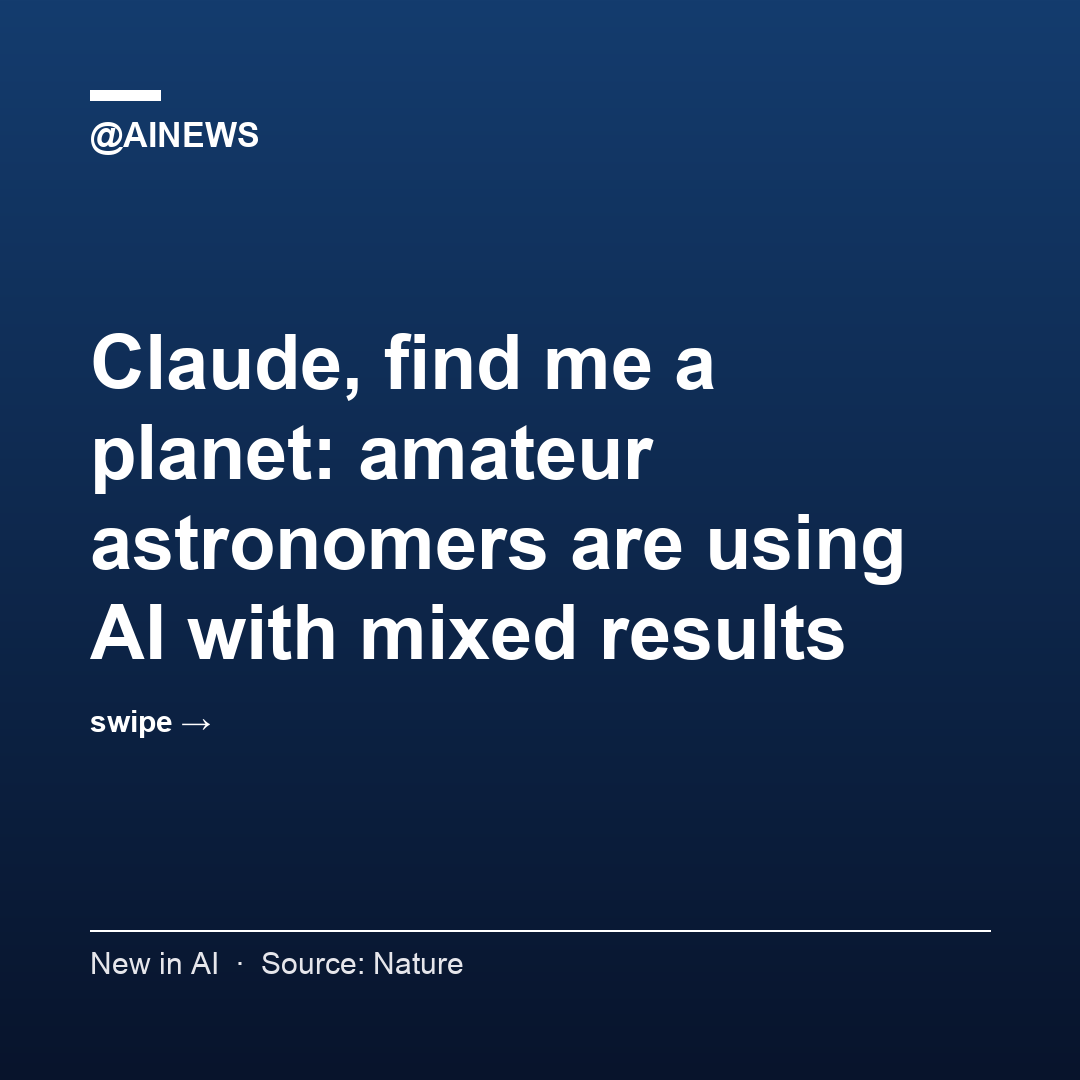 @AINEWS
Claude, find me a
planet: amateur
astronomers are using
AI with mixed results
swipe →
New in AI · Source: Nature